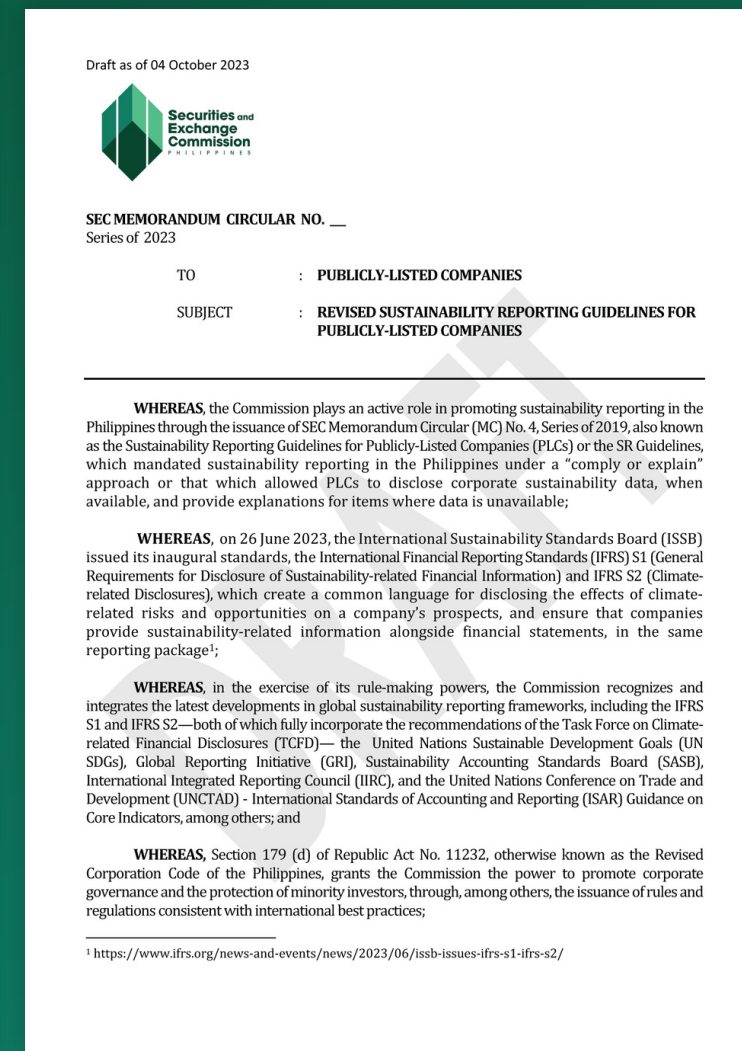 Draft as of 04 October 2023
Securities and
Exchange
Commission
PHILIPPINES
SEC MEMORANDUM CIRCULAR NO. __
Series of 2023
TO : PUBLICLY-LISTED COMPANIES
SUBJECT : REVISED SUSTAINABILITY REPORTING GUIDELINES FOR
PUBLICLY-LISTED COMPANIES
WHEREAS, the Commission plays an active role in promoting sustainability reporting in the
Philippines through the issuance of SEC Memorandum Circular (MC) No. 4, Series of 2019, also known
as the Sustainability Reporting Guidelines for Publicly-Listed Companies (PLCs) or the SR Guidelines,
which mandated sustainability reporting in the Philippines under a “comply or explain”
approach or that which allowed PLCs to disclose corporate sustainability data, when
available, and provide explanations for items where data is unavailable;
WHEREAS, on 26 June 2023, the International Sustainability Standards Board (ISSB)
issued its inaugural standards, the International Financial Reporting Standards (IFRS) S1 (General
Requirements for Disclosure of Sustainability-related Financial Information) and IFRS S2 (Climate-
related Disclosures), which create a common language for disclosing the effects of climate-
related risks and opportunities on a company’s prospects, and ensure that companies
provide sustainability-related information alongside financial statements, in the same
reporting package¹;
WHEREAS, in the exercise of its rule-making powers, the Commission recognizes and
integrates the latest developments in global sustainability reporting frameworks, including the IFRS
S1 and IFRS S2—both of which fully incorporate the recommendations of the Task Force on Climate-
related Financial Disclosures (TCFD)— the United Nations Sustainable Development Goals (UN
SDGs), Global Reporting Initiative (GRI), Sustainability Accounting Standards Board (SASB),
International Integrated Reporting Council (IIRC), and the United Nations Conference on Trade and
Development (UNCTAD) - International Standards of Accounting and Reporting (ISAR) Guidance on
Core Indicators, among others; and
WHEREAS, Section 179 (d) of Republic Act No. 11232, otherwise known as the Revised
Corporation Code of the Philippines, grants the Commission the power to promote corporate
governance and the protection of minority investors, through, among others, the issuance of rules and
regulations consistent with international best practices;
¹ https://www.ifrs.org/news-and-events/news/2023/06/issb-issues-ifrs-s1-ifrs-s2/
DRAFT